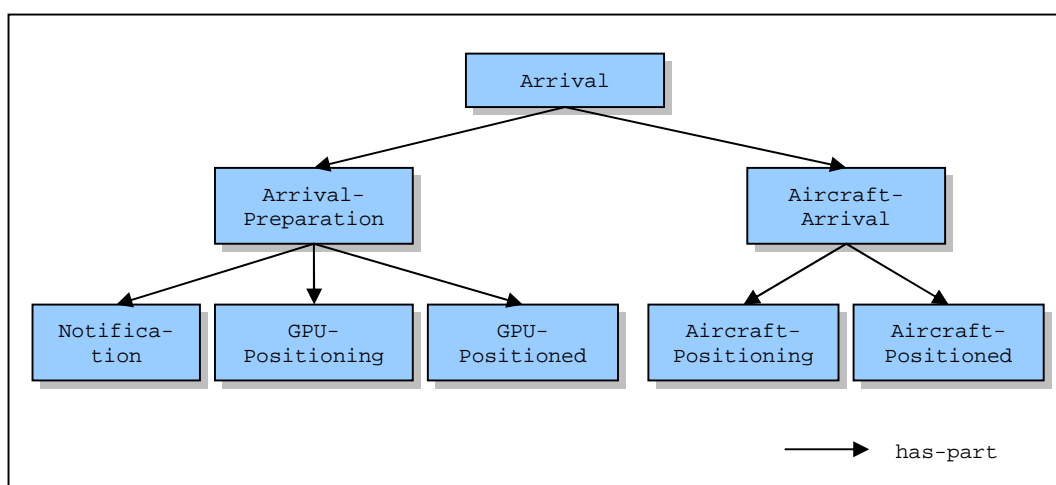 Arrival
Arrival-
Preparation
Aircraft-
Arrival
Notifica-
tion
GPU-
Positioning
GPU-
Positioned
Aircraft-
Positioning
Aircraft-
Positioned
has-part